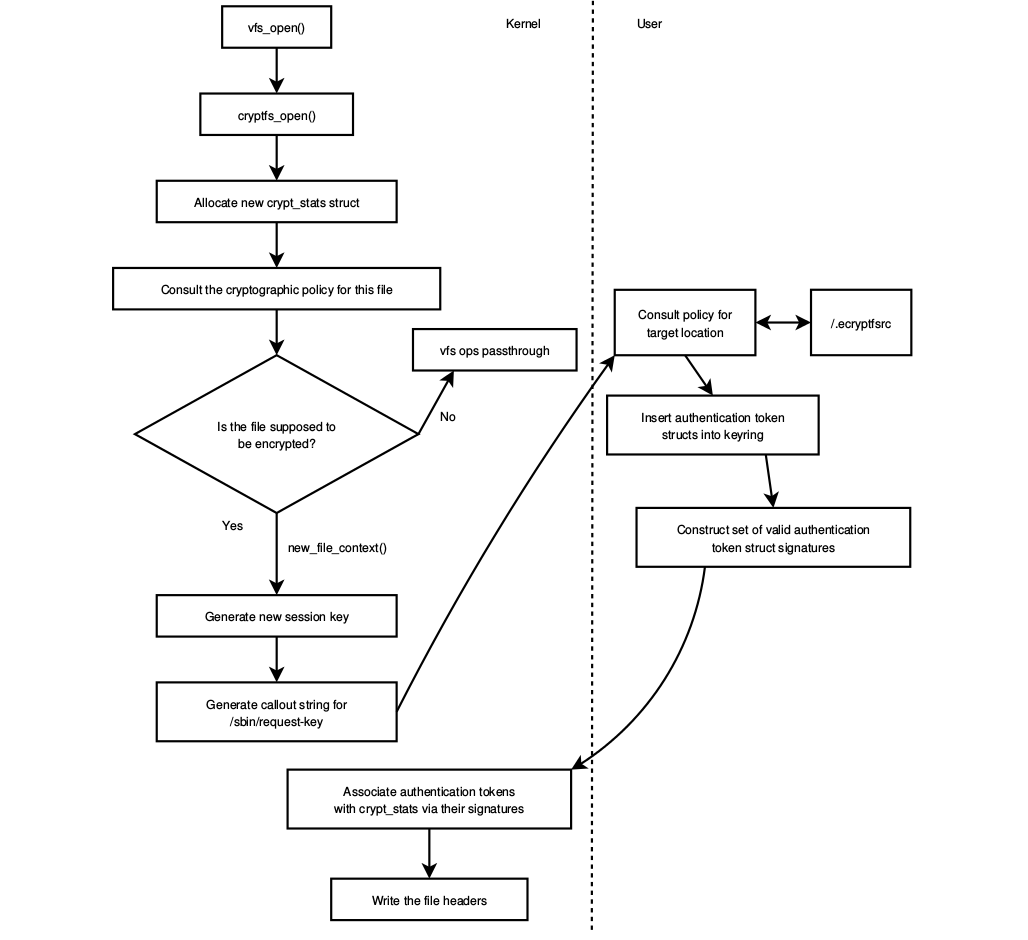 Kernel
User
vfs_open()
cryptfs_open()
Allocate new crypt_stats struct
Consult the cryptographic policy for this file
vfs ops passthrough
No
Is the file supposed to
be encrypted?
Yes
new_file_context()
Generate new session key
Generate callout string for
/sbin/request-key
Consult policy for
target location
/.ecryptfsrc
Insert authentication token
structs into keyring
Construct set of valid authentication
token struct signatures
Associate authentication tokens
with crypt_stats via their signatures
Write the file headers